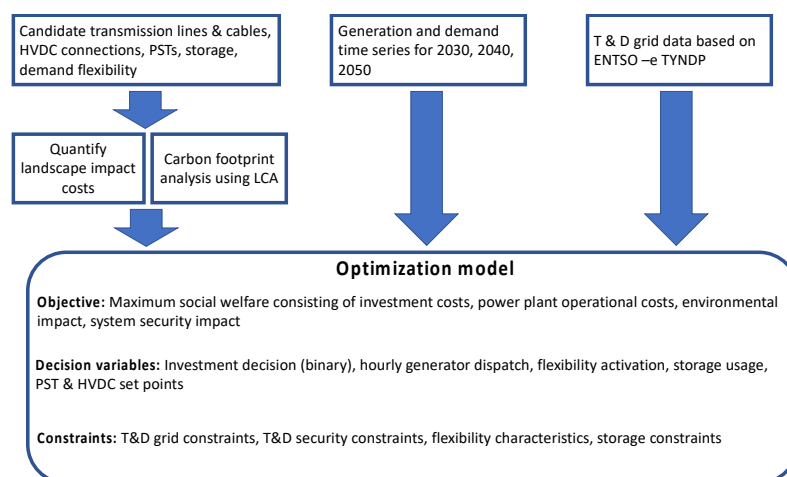 Candidate transmission lines & cables,
HVDC connections, PSTs, storage,
demand flexibility
Generation and demand
time series for 2030, 2040,
2050
T & D grid data based on
ENTSO –e TYNDP
Quantify
landscape impact
costs
Carbon footprint
analysis using LCA
Optimization model
Objective: Maximum social welfare consisting of investment costs, power plant operational costs, environmental
impact, system security impact
Decision variables: Investment decision (binary), hourly generator dispatch, flexibility activation, storage usage,
PST & HVDC set points
Constraints: T&D grid constraints, T&D security constraints, flexibility characteristics, storage constraints